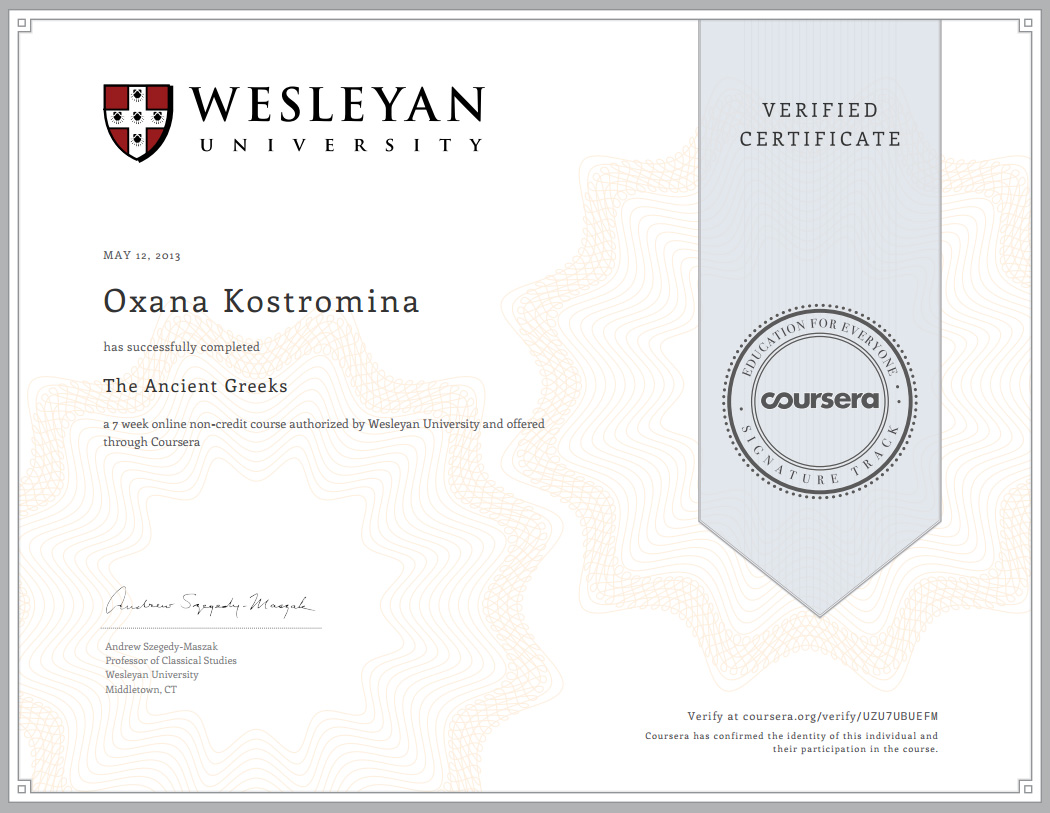 WESLEYAN
UNIVERSITY
VERIFIED
CERTIFICATE
MAY 12, 2013
Oxana Kostromina
has successfully completed
The Ancient Greeks
a 7 week online non-credit course authorized by Wesleyan University and offered
through Coursera
EDUCATION FOR EVERYONE
coursera
SIGNATURE TRACK
Andrew Szegedy-Maszak
Andrew Szegedy-Maszak
Professor of Classical Studies
Wesleyan University
Middletown, CT
Verify at coursera.org/verify/UZU7UBUEFM
Coursera has confirmed the identity of this individual and
their participation in the course.